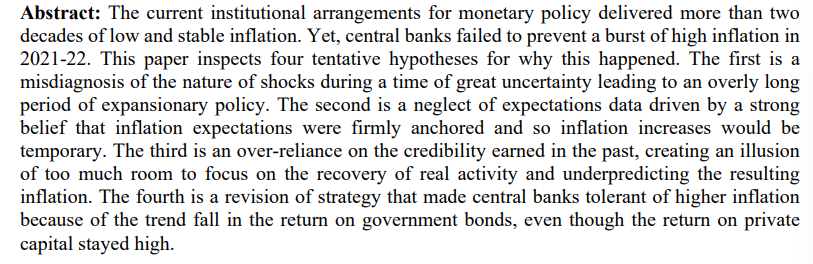 Abstract: The current institutional arrangements for monetary policy delivered more than two
decades of low and stable inflation. Yet, central banks failed to prevent a burst of high inflation in
2021-22. This paper inspects four tentative hypotheses for why this happened. The first is a
misdiagnosis of the nature of shocks during a time of great uncertainty leading to an overly long
period of expansionary policy. The second is a neglect of expectations data driven by a strong
belief that inflation expectations were firmly anchored and so inflation increases would be
temporary. The third is an over-reliance on the credibility earned in the past, creating an illusion
of too much room to focus on the recovery of real activity and underpredicting the resulting
inflation. The fourth is a revision of strategy that made central banks tolerant of higher inflation
because of the trend fall in the return on government bonds, even though the return on private
capital stayed high.